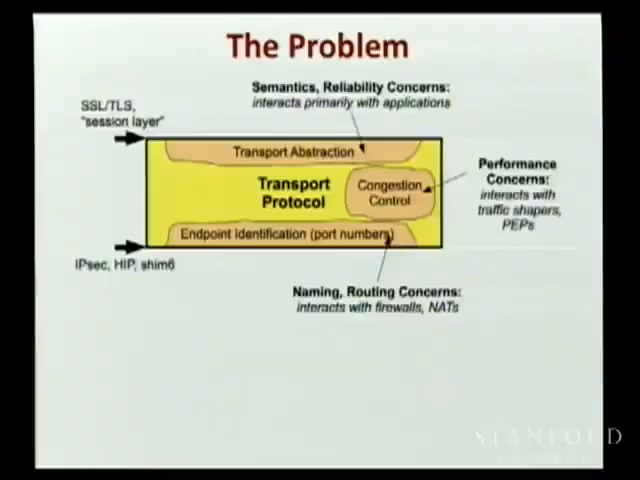 The Problem
Semantics, Reliability Concerns:
interacts primarily with applications
SSL/TLS,
"session layer"
Transport Abstraction
Transport
Protocol
Congestion
Control
Performance
Concerns:
interacts with
traffic shapers,
PEPs
Endpoint Identification (port numbers)
IPsec, HIP, shim6
Naming, Routing Concerns:
interacts with firewalls, NATs
STANFORD